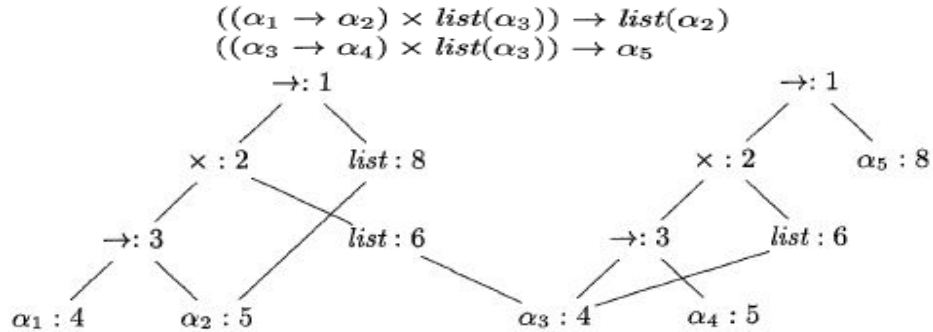 ((α₁ → α₂) × list(α₃)) → list(α₂)
((α₃ → α₄) × list(α₃)) → α₅
→: 1 →: 1
× : 2 list : 8 × : 2 α₅ : 8
→: 3 list : 6 →: 3 list : 6
α₁ : 4 α₂ : 5 α₃ : 4 α₄ : 5